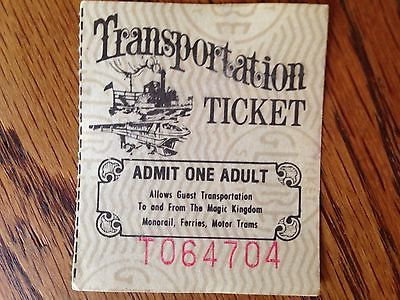 Transportation
TICKET
ADMIT ONE ADULT
Allows Guest Transportation
To and From The Magic Kingdom
Monorail, Ferries, Motor Trams
T064704